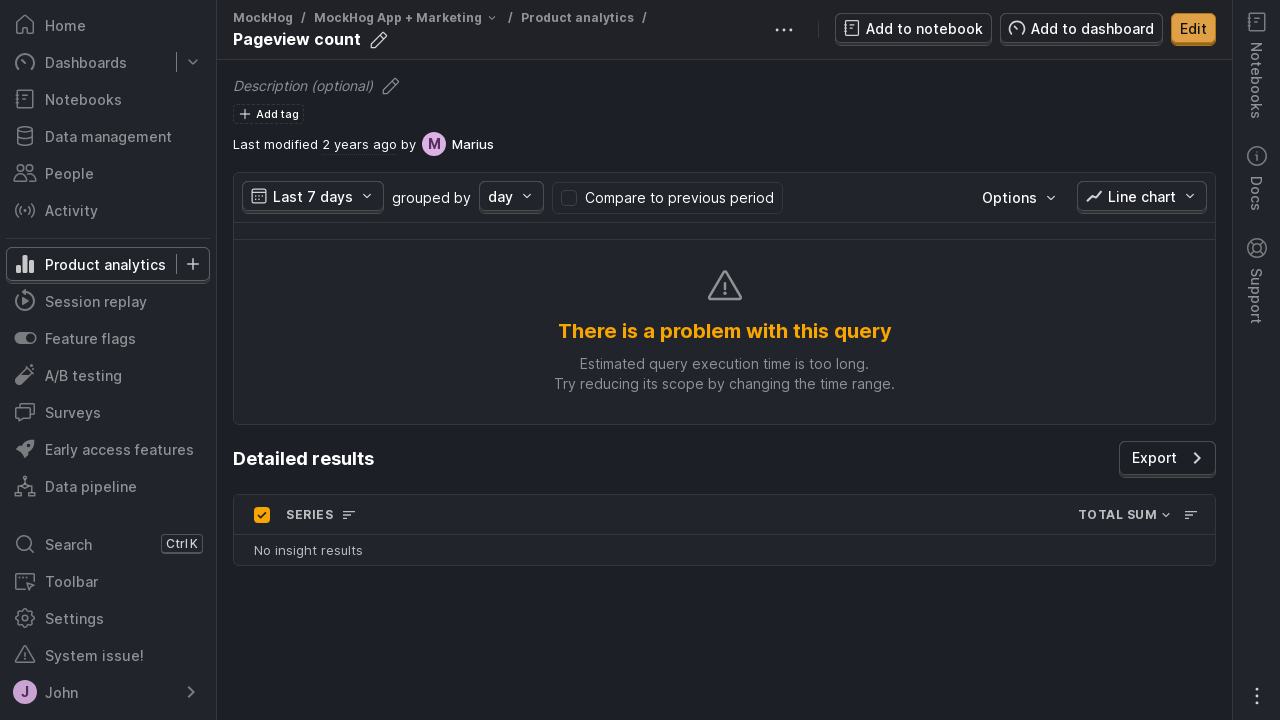 Home
Dashboards
Notebooks
Data management
People
Activity
Product analytics
Session replay
Feature flags
A/B testing
Surveys
Early access features
Data pipeline
Search
Ctrl K
Toolbar
Settings
System issue!
J
John
MockHog / MockHog App + Marketing / Product analytics /
Pageview count
Add to notebook
Add to dashboard
Edit
Description (optional)
Add tag
Last modified 2 years ago by M Marius
Last 7 days grouped by day Compare to previous period
Options
Line chart
There is a problem with this query
Estimated query execution time is too long.
Try reducing its scope by changing the time range.
Detailed results
Export
SERIES
TOTAL SUM
No insight results
Notebooks
Docs
Support